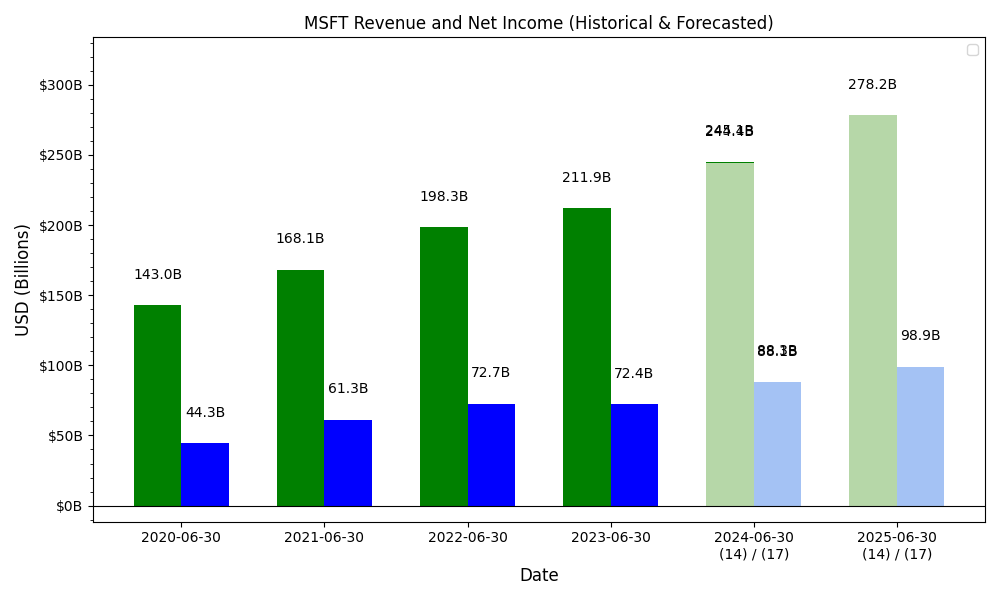 MSFT Revenue and Net Income (Historical & Forecasted)
USD (Billions)
$300B
$250B
$200B
$150B
$100B
$50B
$0B
143.0B
44.3B
168.1B
61.3B
198.3B
72.7B
211.9B
72.4B
278.2B
98.9B
2020-06-30
2021-06-30
2022-06-30
2023-06-30
2024-06-30
(14) / (17)
2025-06-30
(14) / (17)
Date